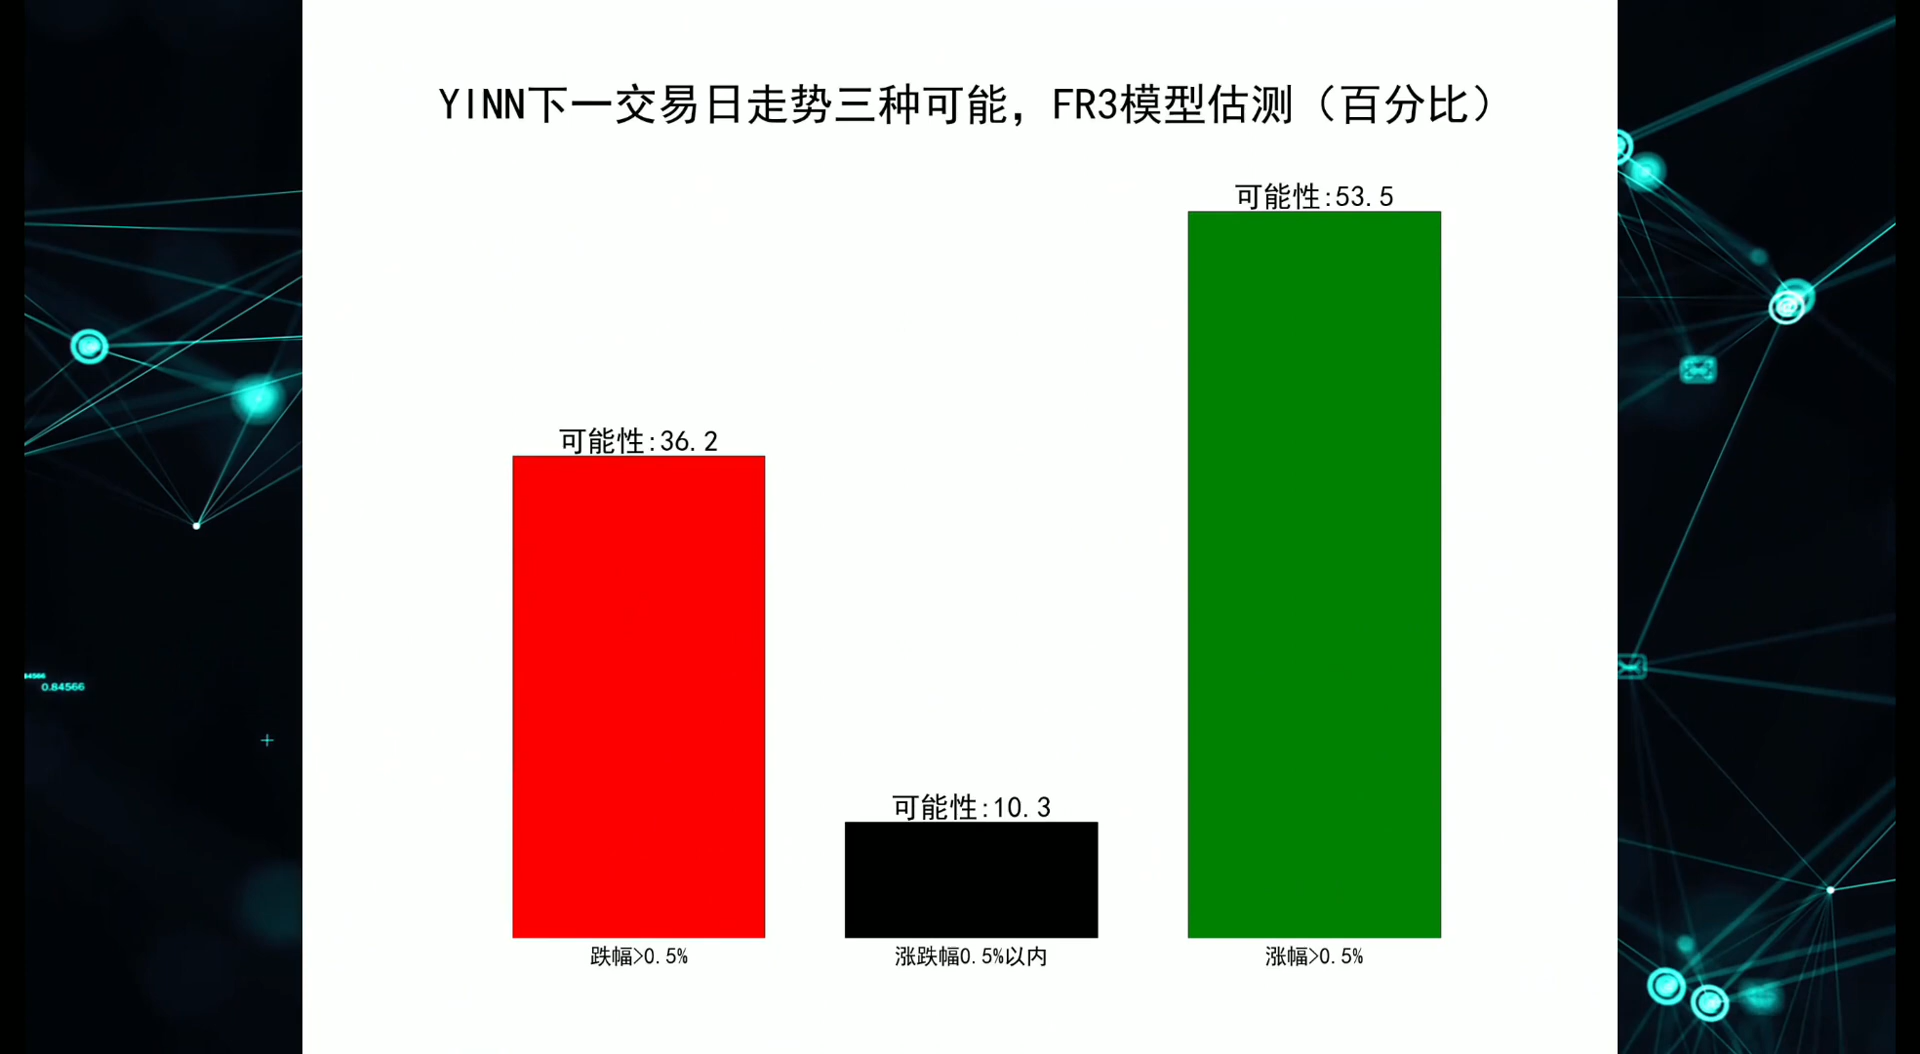 YINN下一交易日走势三种可能，FR3模型估测（百分比）
可能性:53.5
可能性:36.2
可能性:10.3
跌幅>0.5%
涨跌幅0.5%以内
涨幅>0.5%
0.84566